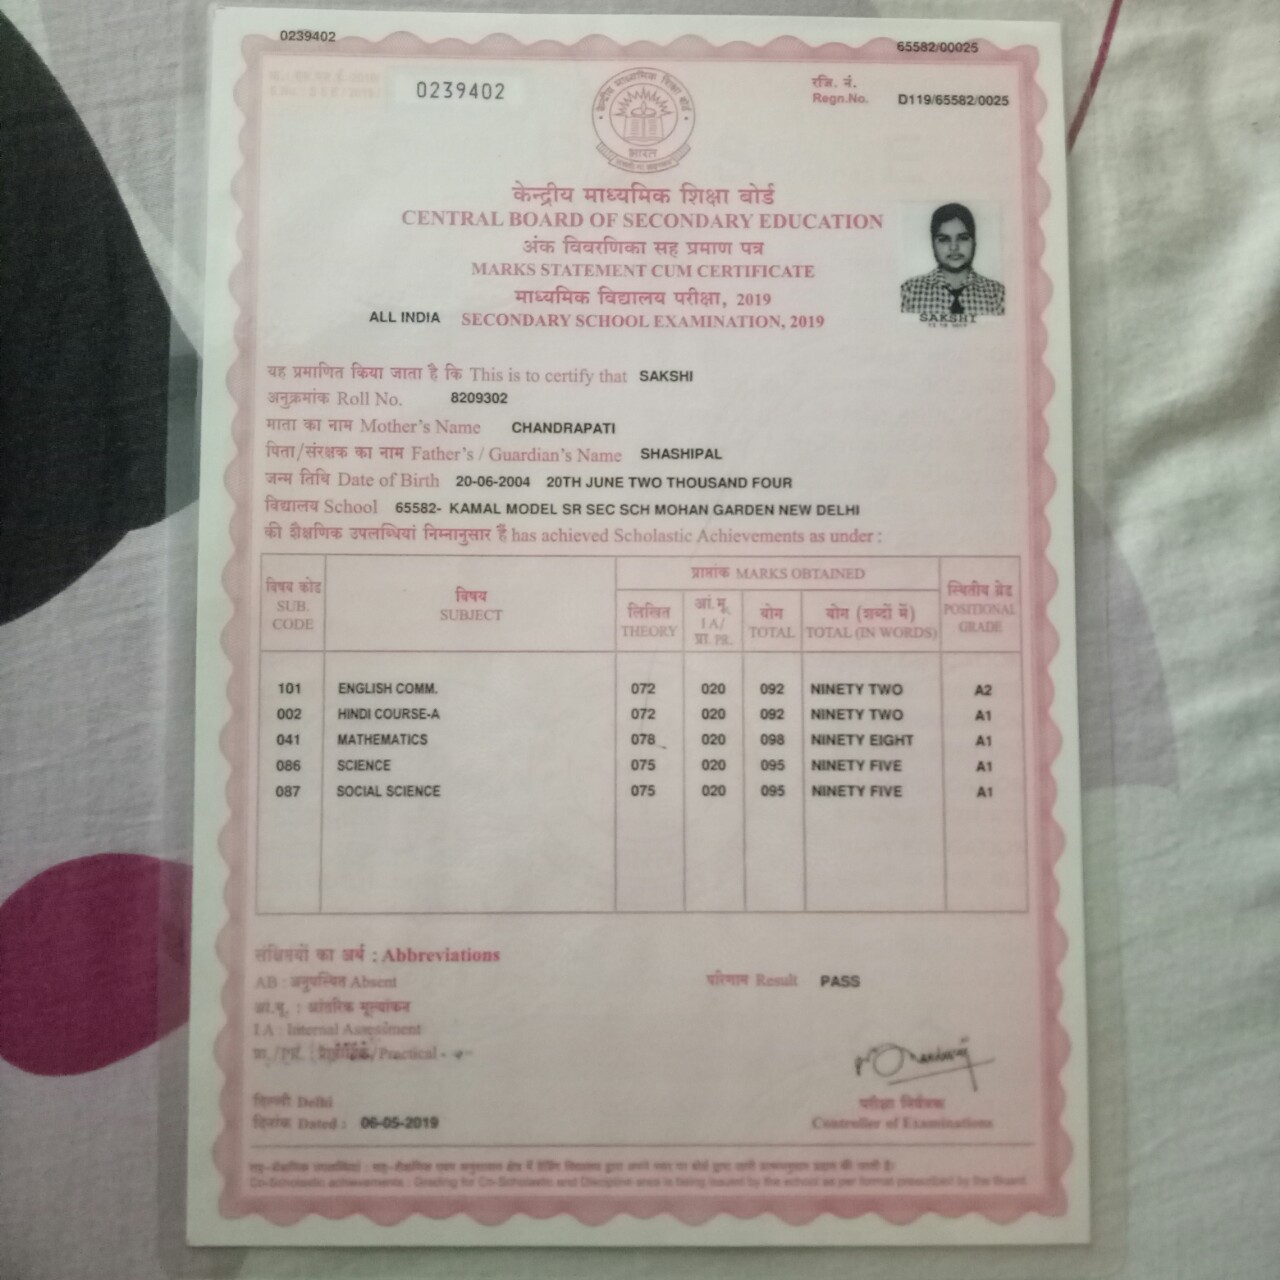 0239402
65582/00025
0239402
रजि. नं.
Regn.No. D119/65582/0025
भारत
केन्द्रीय माध्यमिक शिक्षा बोर्ड
CENTRAL BOARD OF SECONDARY EDUCATION
अंक विवरणिका सह प्रमाण पत्र
MARKS STATEMENT CUM CERTIFICATE
माध्यमिक विद्यालय परीक्षा, 2019
ALL INDIA SECONDARY SCHOOL EXAMINATION, 2019
SAKSHI
यह प्रमाणित किया जाता है कि This is to certify that SAKSHI
अनुक्रमांक Roll No. 8209302
माता का नाम Mother's Name CHANDRAPATI
पिता/संरक्षक का नाम Father's / Guardian's Name SHASHIPAL
जन्म तिथि Date of Birth 20-06-2004 20TH JUNE TWO THOUSAND FOUR
विद्यालय School 65582- KAMAL MODEL SR SEC SCH MOHAN GARDEN NEW DELHI
की शैक्षणिक उपलब्धियां निम्नानुसार हैं has achieved Scholastic Achievements as under :
विषय कोड SUB. CODE
विषय SUBJECT
प्राप्तांक MARKS OBTAINED
लिखित THEORY
आं.मू. I A/ प्रा. PR.
योग TOTAL
योग (शब्दों में) TOTAL (IN WORDS)
स्थितीय ग्रेड POSITIONAL GRADE
101 ENGLISH COMM. 072 020 092 NINETY TWO A2
002 HINDI COURSE-A 072 020 092 NINETY TWO A1
041 MATHEMATICS 078 020 098 NINETY EIGHT A1
086 SCIENCE 075 020 095 NINETY FIVE A1
087 SOCIAL SCIENCE 075 020 095 NINETY FIVE A1
संक्षिप्तयों का अर्थ : Abbreviations
AB : अनुपस्थित Absent
परिणाम Result PASS
आं.मू. : आंतरिक मूल्यांकन
I A : Internal Assessment
प्रा./PR. : प्रायोगिक/Practical
दिल्ली Delhi
दिनांक Dated : 06-05-2019
परीक्षा नियंत्रक
Controller of Examinations
Co-Scholastic achievements : Grading for Co-Scholastic and Discipline area is being issued by the school as per format prescribed by the Board.